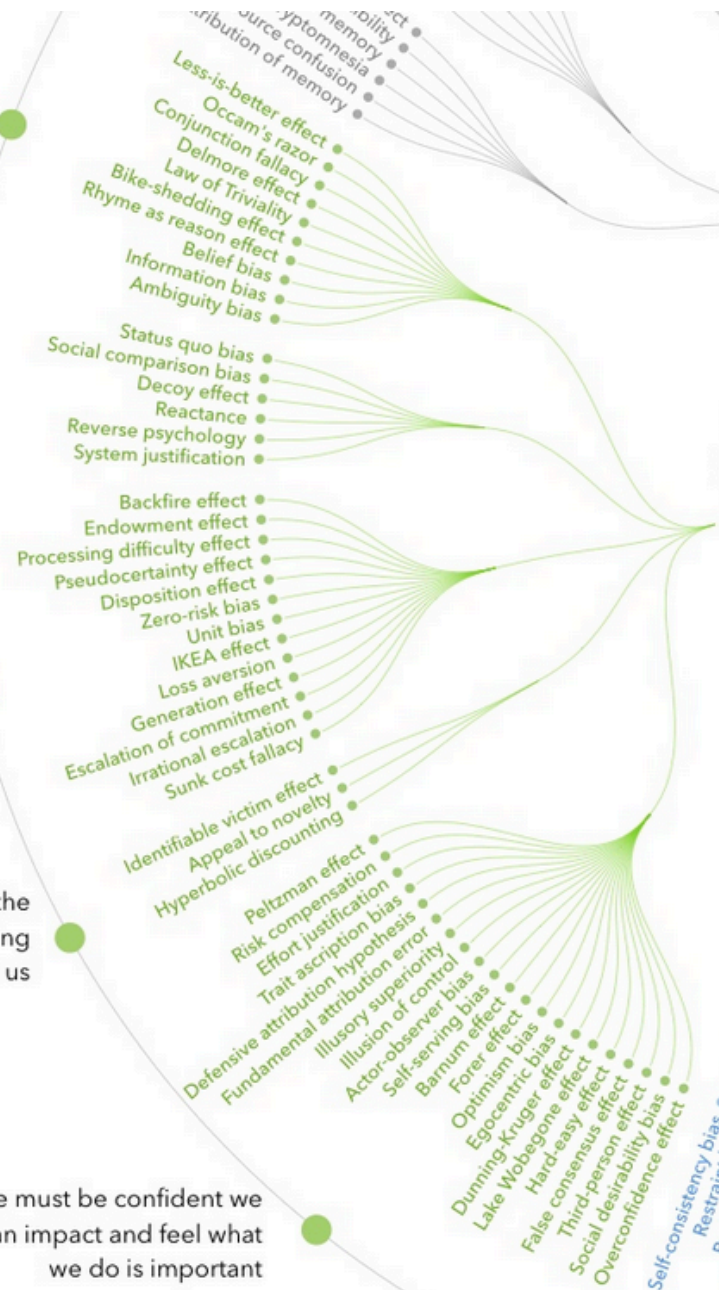 ct
bility
memory
yptomnesia
ource confusion
tribution of memory
Less-is-better effect
Occam's razor
Conjunction fallacy
Delmore effect
Law of Triviality
Bike-shedding effect
Rhyme as reason effect
Belief bias
Information bias
Ambiguity bias
Status quo bias
Social comparison bias
Decoy effect
Reactance
Reverse psychology
System justification
Backfire effect
Endowment effect
Processing difficulty effect
Pseudocertainty effect
Disposition effect
Zero-risk bias
Unit bias
IKEA effect
Loss aversion
Generation effect
Escalation of commitment
Irrational escalation
Sunk cost fallacy
Identifiable victim effect
Appeal to novelty
Hyperbolic discounting
Peltzman effect
Risk compensation
Effort justification
Trait ascription bias
Defensive attribution hypothesis
Fundamental attribution error
Illusory superiority
Illusion of control
Actor-observer bias
Self-serving bias
Barnum effect
Forer effect
Optimism bias
Egocentric bias
Dunning-Kruger effect
Lake Wobegone effect
Hard-easy effect
False consensus effect
Third-person effect
Social desirability bias
Overconfidence effect
Self-consistency bias
Restrain
the
ng
us
e must be confident we
an impact and feel what
we do is important